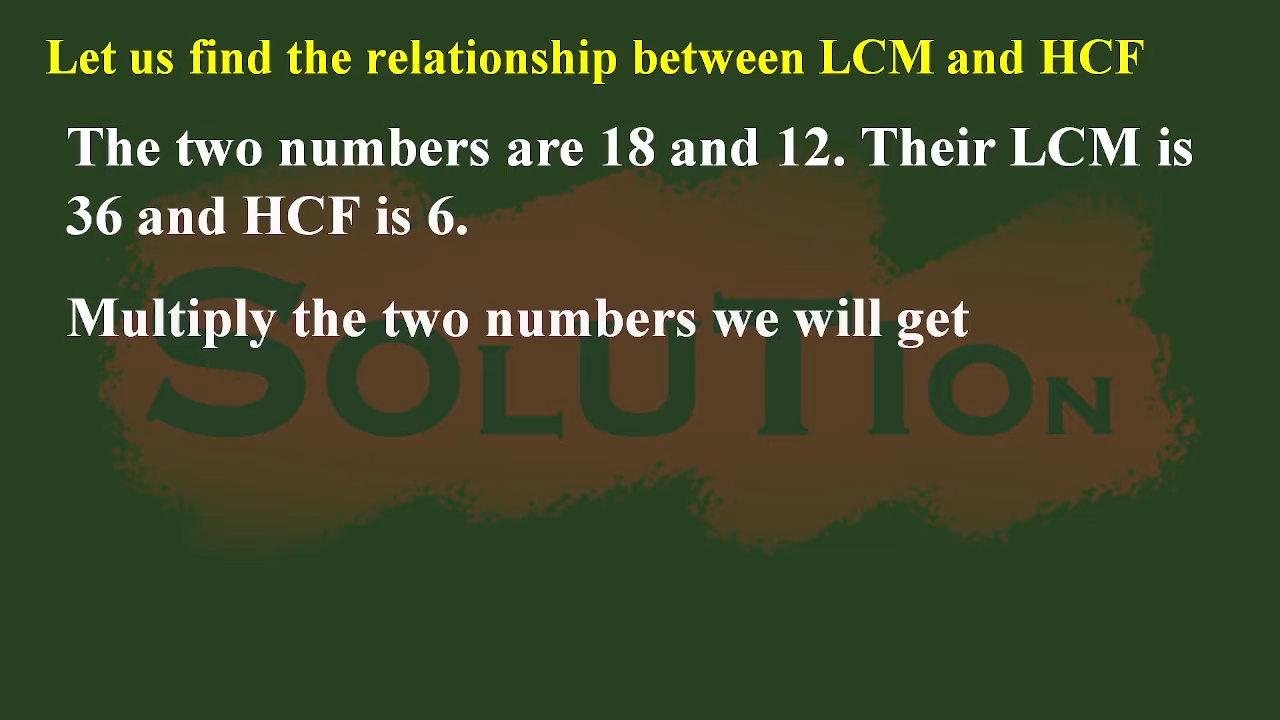 Let us find the relationship between LCM and HCF
The two numbers are 18 and 12. Their LCM is
36 and HCF is 6.
Multiply the two numbers we will get
SOLUTION